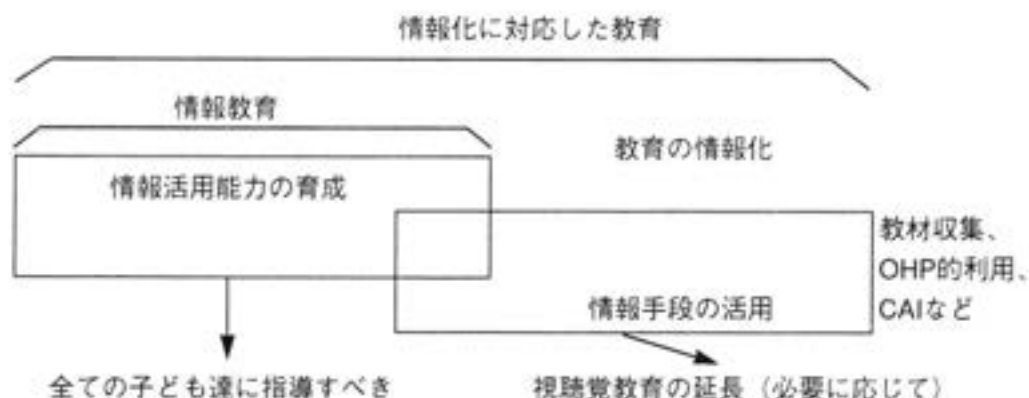 情報化に対応した教育
情報教育
教育の情報化
情報活用能力の育成
教材収集、
OHP的利用、
CAIなど
情報手段の活用
全ての子ども達に指導すべき
視聴覚教育の延長（必要に応じて）